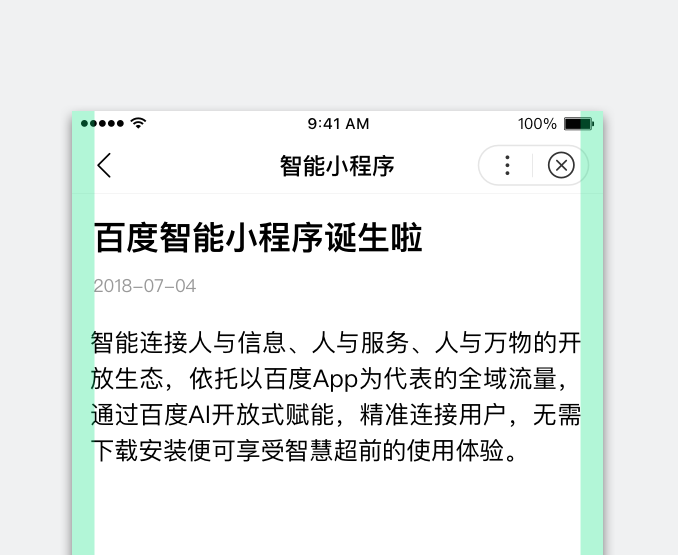 9:41 AM
100%
智能小程序
百度智能小程序诞生啦
2018-07-04
智能连接人与信息、人与服务、人与万物的开
放生态，依托以百度App为代表的全域流量，
通过百度AI开放式赋能，精准连接用户，无需
下载安装便可享受智慧超前的使用体验。